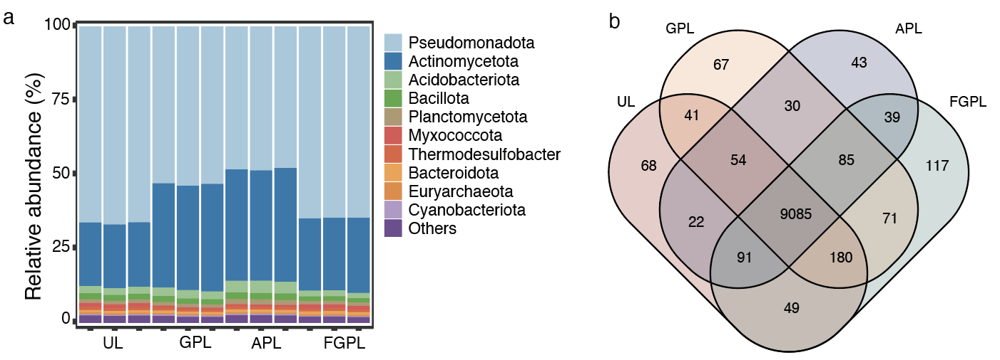 a
100
75
50
25
0
Relative abundance (%)
UL GPL APL FGPL
Pseudomonadota
Actinomycetota
Acidobacteriota
Bacillota
Planctomycetota
Myxococcota
Thermodesulfobacter
Bacteroidota
Euryarchaeota
Cyanobacteriota
Others
b
GPL APL
UL FGPL
67 43
30
41 39
68 54 85 117
22 9085 71
91 180
49